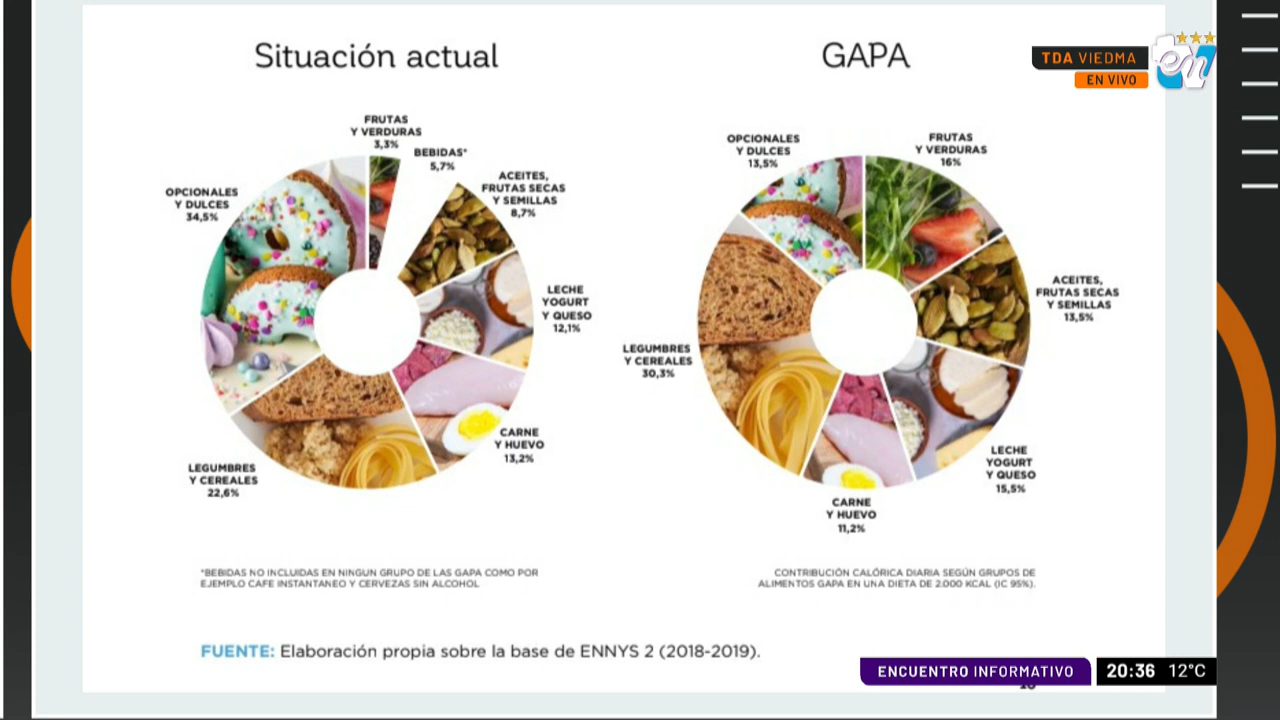 Situación actual
GAPA
TDA VIEDMA
EN VIVO
en
FRUTAS
Y VERDURAS
3,3%
BEBIDAS*
5,7%
ACEITES,
FRUTAS SECAS
Y SEMILLAS
8,7%
LECHE
YOGURT
Y QUESO
12,1%
CARNE
Y HUEVO
13,2%
LEGUMBRES
Y CEREALES
22,6%
OPCIONALES
Y DULCES
34,5%
OPCIONALES
Y DULCES
13,5%
FRUTAS
Y VERDURAS
16%
ACEITES,
FRUTAS SECAS
Y SEMILLAS
13,5%
LECHE
YOGURT
Y QUESO
15,5%
CARNE
Y HUEVO
11,2%
LEGUMBRES
Y CEREALES
30,3%
*BEBIDAS NO INCLUIDAS EN NINGUN GRUPO DE LAS GAPA COMO POR
EJEMPLO CAFE INSTANTANEO Y CERVEZAS SIN ALCOHOL
CONTRIBUCIÓN CALÓRICA DIARIA SEGÚN GRUPOS DE
ALIMENTOS GAPA EN UNA DIETA DE 2.000 KCAL (IC 95%).
FUENTE: Elaboración propia sobre la base de ENNYS 2 (2018-2019).
ENCUENTRO INFORMATIVO
20:36 12°C